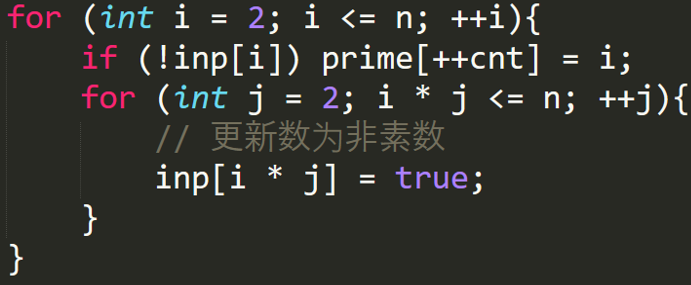 for (int i = 2; i <= n; ++i){
    if (!inp[i]) prime[++cnt] = i;
    for (int j = 2; i * j <= n; ++j){
        // 更新数为非素数
        inp[i * j] = true;
    }
}